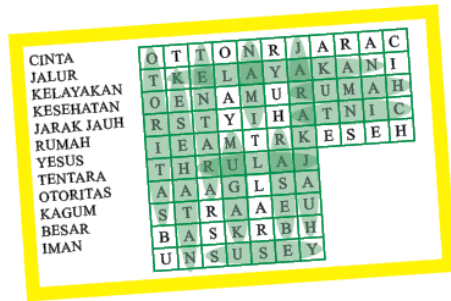 CINTA
JALUR
KELAYAKAN
KESEHATAN
JARAK JAUH
RUMAH
YESUS
TENTARA
OTORITAS
KAGUM
BESAR
IMAN
O T T O N R J A R A C
T K E L A Y A K A N I
O E N A M U R U M A H
R S T Y I H A T N I C
I E A M T R K E S E H
T H R U L A J
A A A G L S A
S T R A A E U
B A S K R B H
U N S U S E Y